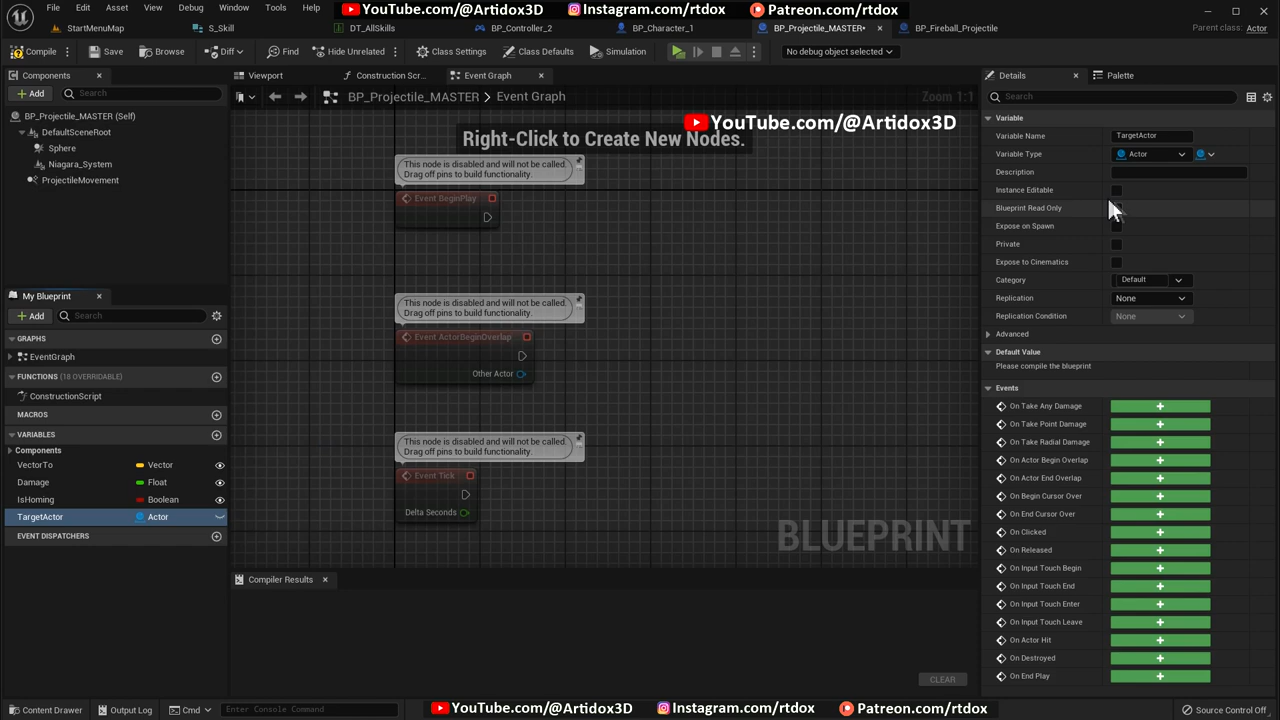 File Edit Asset View Debug Window Tools Help
YouTube.com/@Artidox3D Instagram.com/rtdox Patreon.com/rtdox
StartMenuMap S_Skill DT_AllSkills BP_Controller_2 BP_Character_1 BP_Projectile_MASTER* BP_Fireball_Projectile Parent class: Actor
Compile Save Browse Diff Find Hide Unrelated Class Settings Class Defaults Simulation No debug object selected
Components
Add Search
BP_Projectile_MASTER (Self)
DefaultSceneRoot
Sphere
Niagara_System
ProjectileMovement
My Blueprint
Add Search
GRAPHS
EventGraph
FUNCTIONS (18 OVERRIDABLE)
ConstructionScript
MACROS
VARIABLES
Components
VectorTo Vector
Damage Float
IsHoming Boolean
TargetActor Actor
EVENT DISPATCHERS
Viewport Construction Scr... Event Graph
BP_Projectile_MASTER > Event Graph Zoom 1:1
YouTube.com/@Artidox3D
Right-Click to Create New Nodes.
This node is disabled and will not be called.
Drag off pins to build functionality.
Event BeginPlay
This node is disabled and will not be called.
Drag off pins to build functionality.
Event ActorBeginOverlap
Other Actor
This node is disabled and will not be called.
Drag off pins to build functionality.
Event Tick
Delta Seconds
BLUEPRINT
Compiler Results
CLEAR
Details Palette
Search
Variable
Variable Name TargetActor
Variable Type Actor
Description
Instance Editable
Blueprint Read Only
Expose on Spawn
Private
Expose to Cinematics
Category Default
Replication None
Replication Condition None
Advanced
Default Value
Please compile the blueprint
Events
On Take Any Damage
On Take Point Damage
On Take Radial Damage
On Actor Begin Overlap
On Actor End Overlap
On Begin Cursor Over
On End Cursor Over
On Clicked
On Released
On Input Touch Begin
On Input Touch End
On Input Touch Enter
On Input Touch Leave
On Actor Hit
On Destroyed
On End Play
Content Drawer Output Log Cmd Enter Console Command YouTube.com/@Artidox3D Instagram.com/rtdox Patreon.com/rtdox Source Control Off